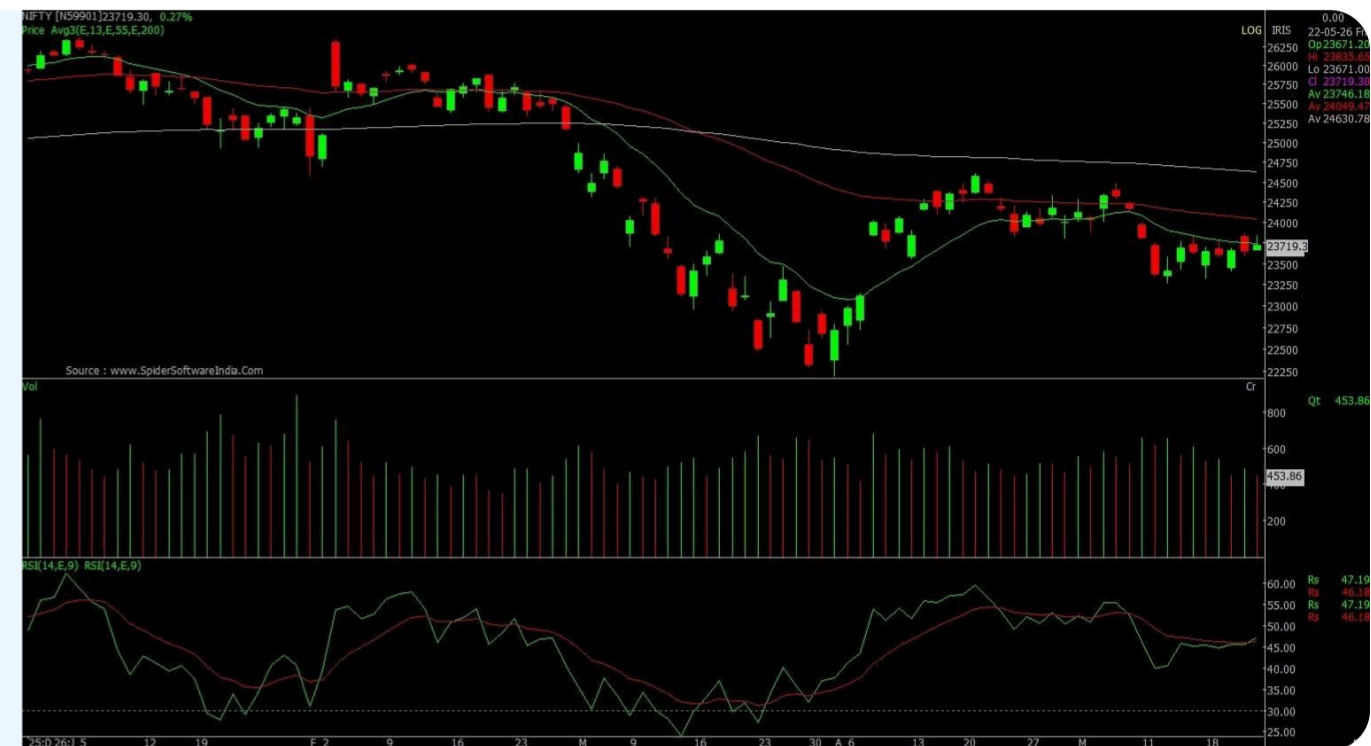 NIFTY [N59901]23719.30, 0.27%
Price Avg3(E,13,E,55,E,200)
LOG
IRIS
0.00
22-05-26 Fri
Op23671.20
Hi 23835.65
Lo 23671.00
Cl 23719.30
Av 23746.18
Av 24049.47
Av 24630.78
26250
26000
25750
25500
25250
25000
24750
24500
24250
24000
23719.3
23500
23250
23000
22750
22500
22250
Source : www.SpiderSoftwareIndia.Com
Vol
Cr
Qt 453.86
800
600
453.86
200
RSI(14,E,9) RSI(14,E,9)
60.00
55.00
50.00
45.00
40.00
35.00
30.00
25.00
Rs 47.19
Rs 46.18
Rs 47.19
Rs 46.18
'25:D 26:J 5 12 19 F 2 9 16 23 M 9 16 23 30 A 6 13 20 27 M 11 18